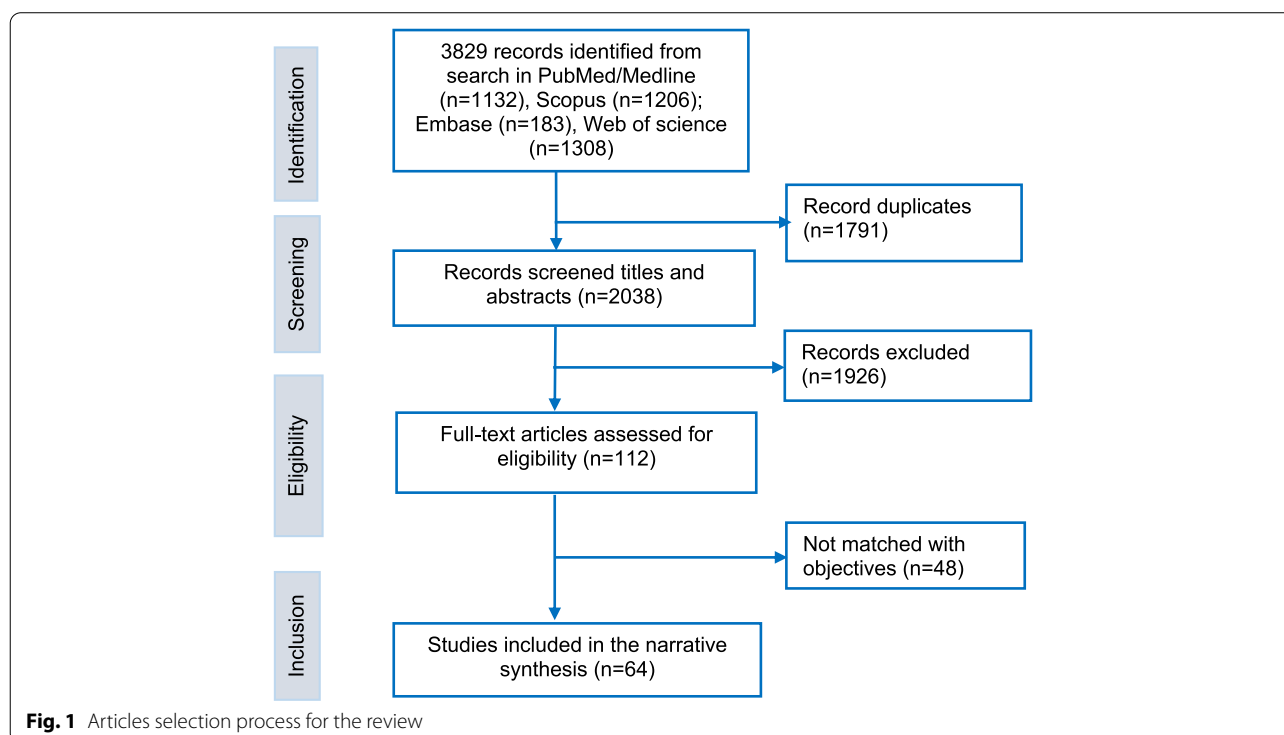 Identification
3829 records identified from
search in PubMed/Medline
(n=1132), Scopus (n=1206);
Embase (n=183), Web of science
(n=1308)
Record duplicates
(n=1791)
Screening
Records screened titles and
abstracts (n=2038)
Records excluded
(n=1926)
Eligibility
Full-text articles assessed for
eligibility (n=112)
Not matched with
objectives (n=48)
Inclusion
Studies included in the narrative
synthesis (n=64)
Fig. 1 Articles selection process for the review